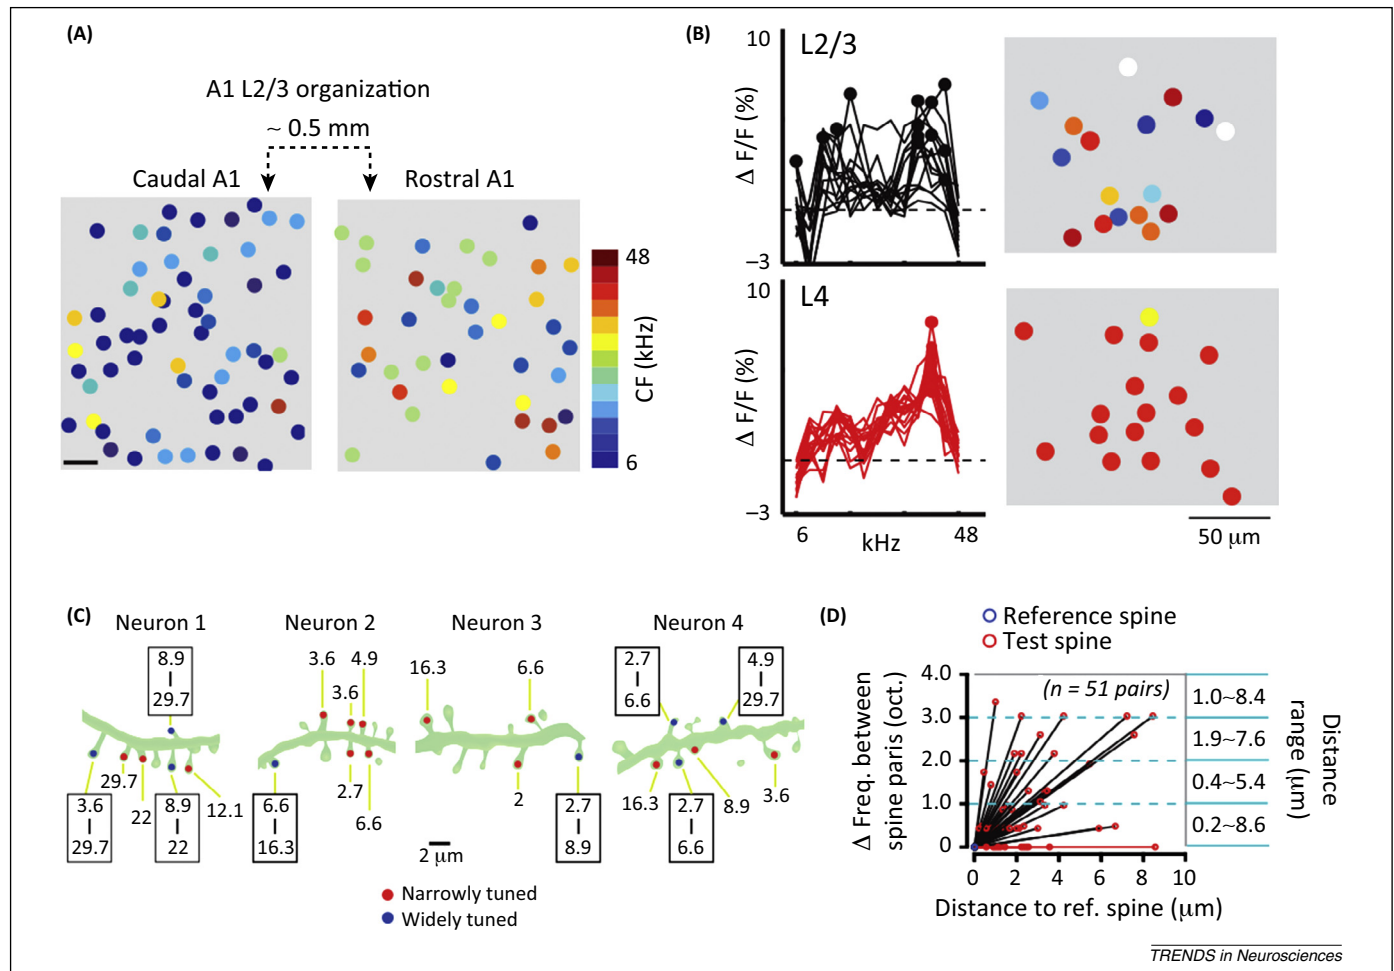 (A)
A1 L2/3 organization
~ 0.5 mm
Caudal A1
Rostral A1
48
CF (kHz)
6
(B)
10
L2/3
Δ F/F (%)
–3
10
L4
Δ F/F (%)
–3
6
kHz
48
50 μm
(C)
Neuron 1
Neuron 2
Neuron 3
Neuron 4
8.9
29.7
3.6
29.7
29.7
22
8.9
22
12.1
3.6
3.6
4.9
6.6
16.3
2.7
6.6
16.3
6.6
2
2.7
8.9
2.7
6.6
4.9
29.7
16.3
2.7
6.6
8.9
3.6
2 μm
Narrowly tuned
Widely tuned
(D)
Reference spine
Test spine
Δ Freq. between
spine paris (oct.)
4.0
3.0
2.0
1.0
0
(n = 51 pairs)
1.0~8.4
1.9~7.6
0.4~5.4
0.2~8.6
Distance
range (μm)
0 2 4 6 8 10
Distance to ref. spine (μm)
TRENDS in Neurosciences